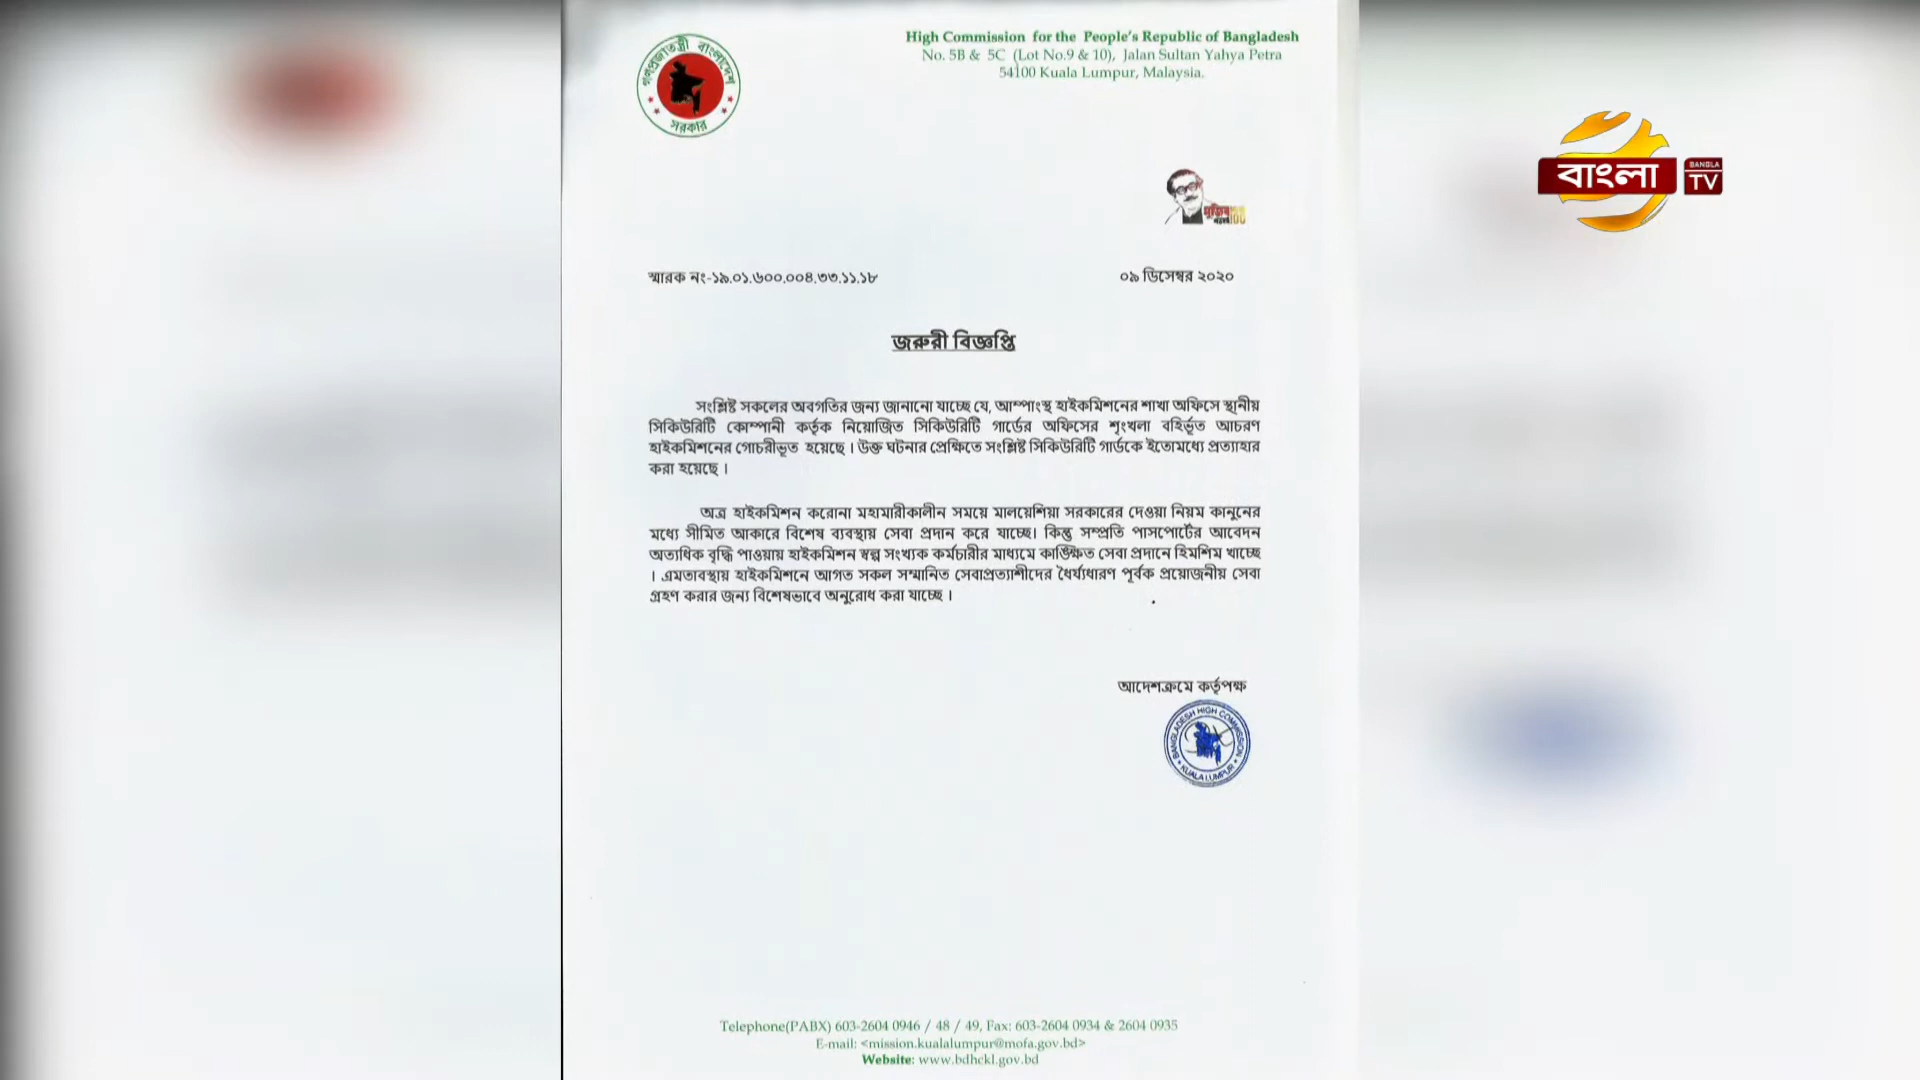 High Commission for the People's Republic of Bangladesh
No. 5B & 5C (Lot No.9 & 10), Jalan Sultan Yahya Petra
54100 Kuala Lumpur, Malaysia.
গণপ্রজাতন্ত্রী বাংলাদেশ
সরকার
বাংলা
BANGLA
TV
মুজিব
100
স্মারক নং-১৯.০১.৬০০.০০৪.৩৩.১১.১৮
০৯ ডিসেম্বর ২০২০
জরুরী বিজ্ঞপ্তি
সংশ্লিষ্ট সকলের অবগতির জন্য জানানো যাচ্ছে যে, আম্পাংস্থ হাইকমিশনের শাখা অফিসে স্থানীয়
সিকিউরিটি কোম্পানী কর্তৃক নিয়োজিত সিকিউরিটি গার্ডের অফিসের শৃংখলা বহির্ভূত আচরণ
হাইকমিশনের গোচরীভূত হয়েছে । উক্ত ঘটনার প্রেক্ষিতে সংশ্লিষ্ট সিকিউরিটি গার্ডকে ইতোমধ্যে প্রত্যাহার
করা হয়েছে ।
অত্র হাইকমিশন করোনা মহামারীকালীন সময়ে মালয়েশিয়া সরকারের দেওয়া নিয়ম কানুনের
মধ্যে সীমিত আকারে বিশেষ ব্যবস্থায় সেবা প্রদান করে যাচ্ছে। কিন্তু সম্প্রতি পাসপোর্টের আবেদন
অত্যধিক বৃদ্ধি পাওয়ায় হাইকমিশন স্বল্প সংখ্যক কর্মচারীর মাধ্যমে কাঙ্ক্ষিত সেবা প্রদানে হিমশিম খাচ্ছে
। এমতাবস্থায় হাইকমিশনে আগত সকল সম্মানিত সেবাপ্রত্যাশীদের ধৈর্য্যধারণ পূর্বক প্রয়োজনীয় সেবা
গ্রহণ করার জন্য বিশেষভাবে অনুরোধ করা যাচ্ছে ।
আদেশক্রমে কর্তৃপক্ষ
BANGLADESH HIGH COMMISSION
KUALA LUMPUR
Telephone(PABX) 603-2604 0946 / 48 / 49, Fax: 603-2604 0934 & 2604 0935
E-mail: <mission.kualalumpur@mofa.gov.bd>
Website: www.bdhckl.gov.bd